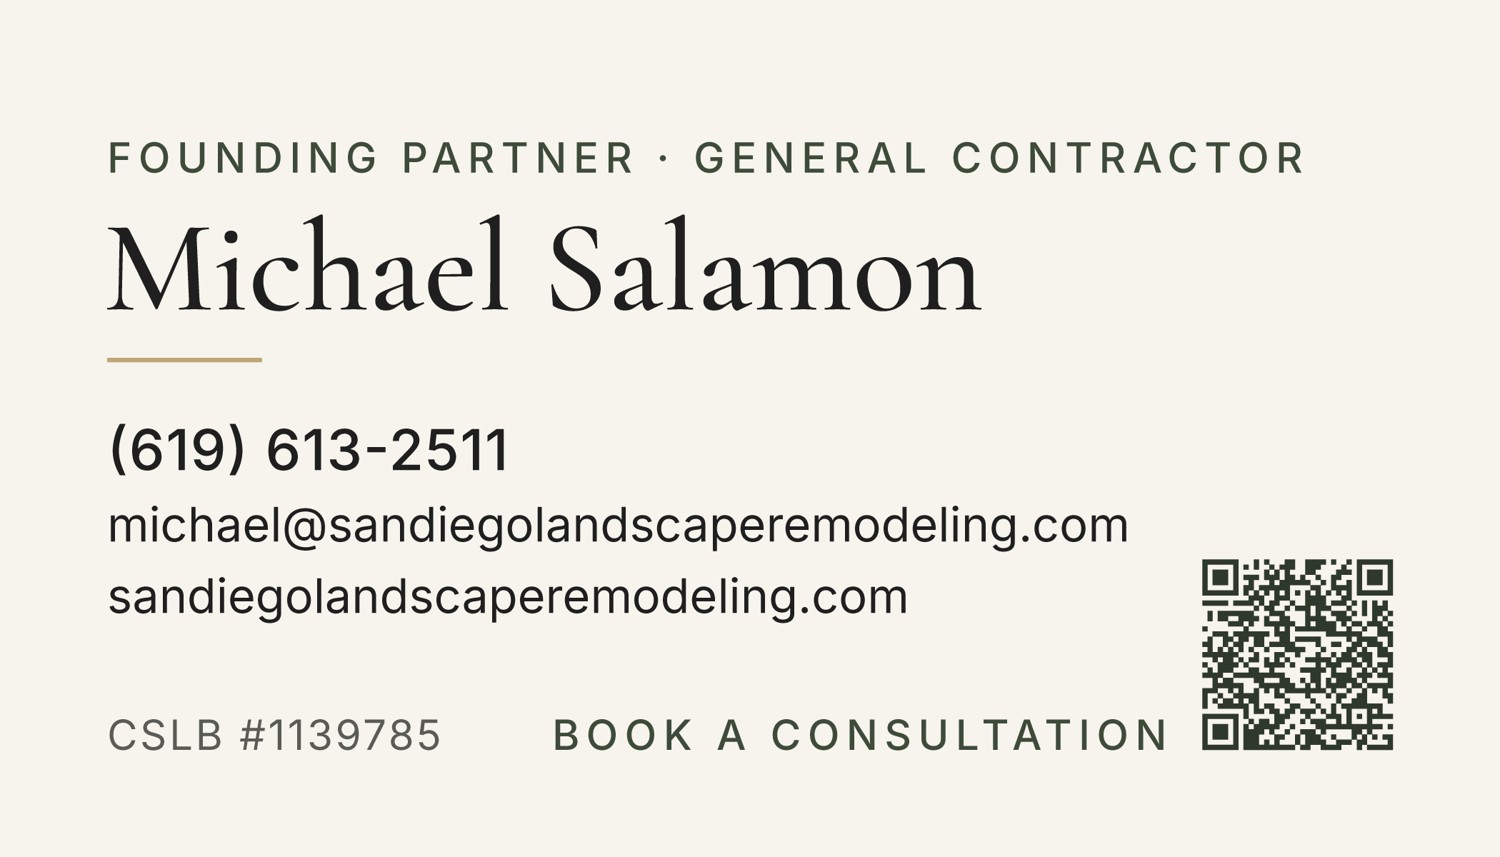 FOUNDING PARTNER · GENERAL CONTRACTOR
Michael Salamon
(619) 613-2511
michael@sandiegolandscaperemodeling.com
sandiegolandscaperemodeling.com
CSLB #1139785 BOOK A CONSULTATION